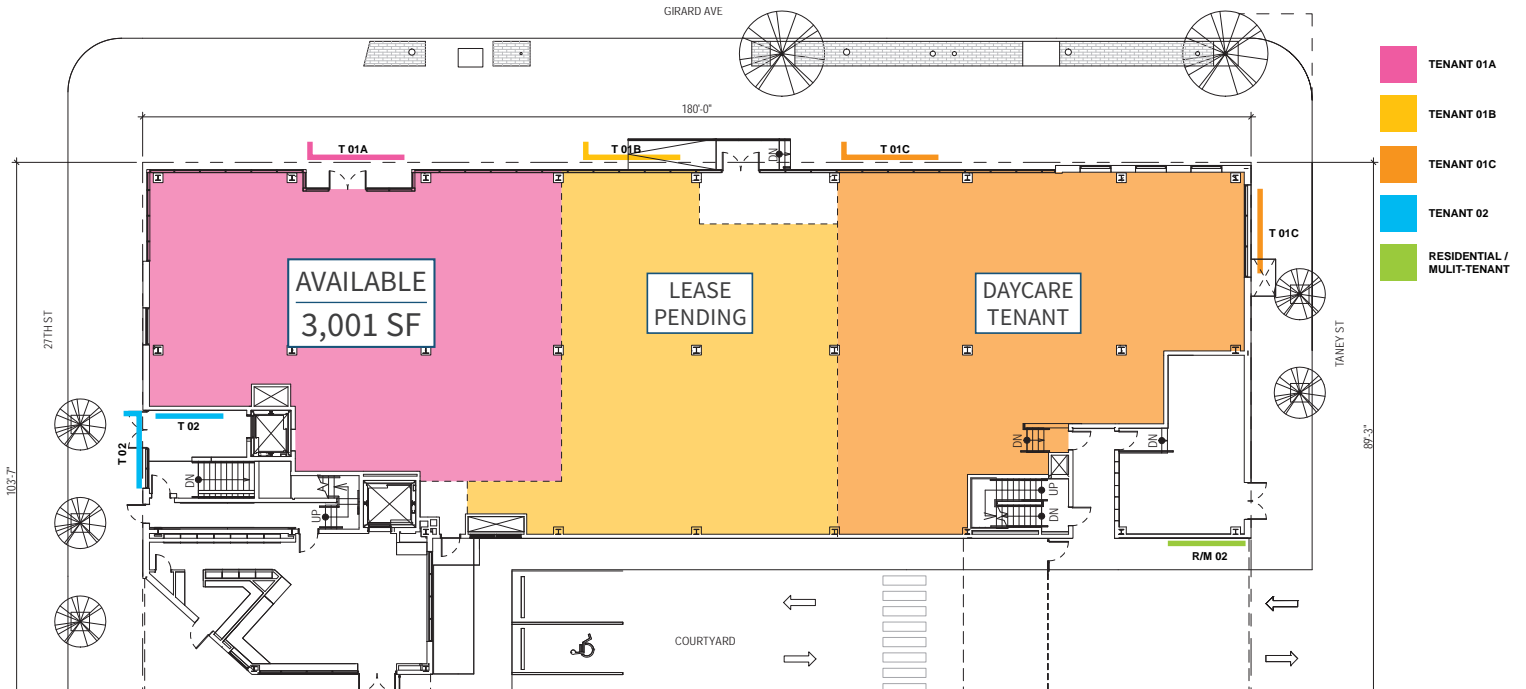 GIRARD AVE
180'-0"
TENANT 01A
TENANT 01B
TENANT 01C
TENANT 02
RESIDENTIAL /
MULIT-TENANT
T 01A
T 01B
DN
T 01C
T 01C
AVAILABLE
3,001 SF
LEASE
PENDING
DAYCARE
TENANT
27TH ST
TANEY ST
T 02
T 02
DN
UP
DN
DN
UP
DN
103'-7"
89'-3"
R/M 02
COURTYARD